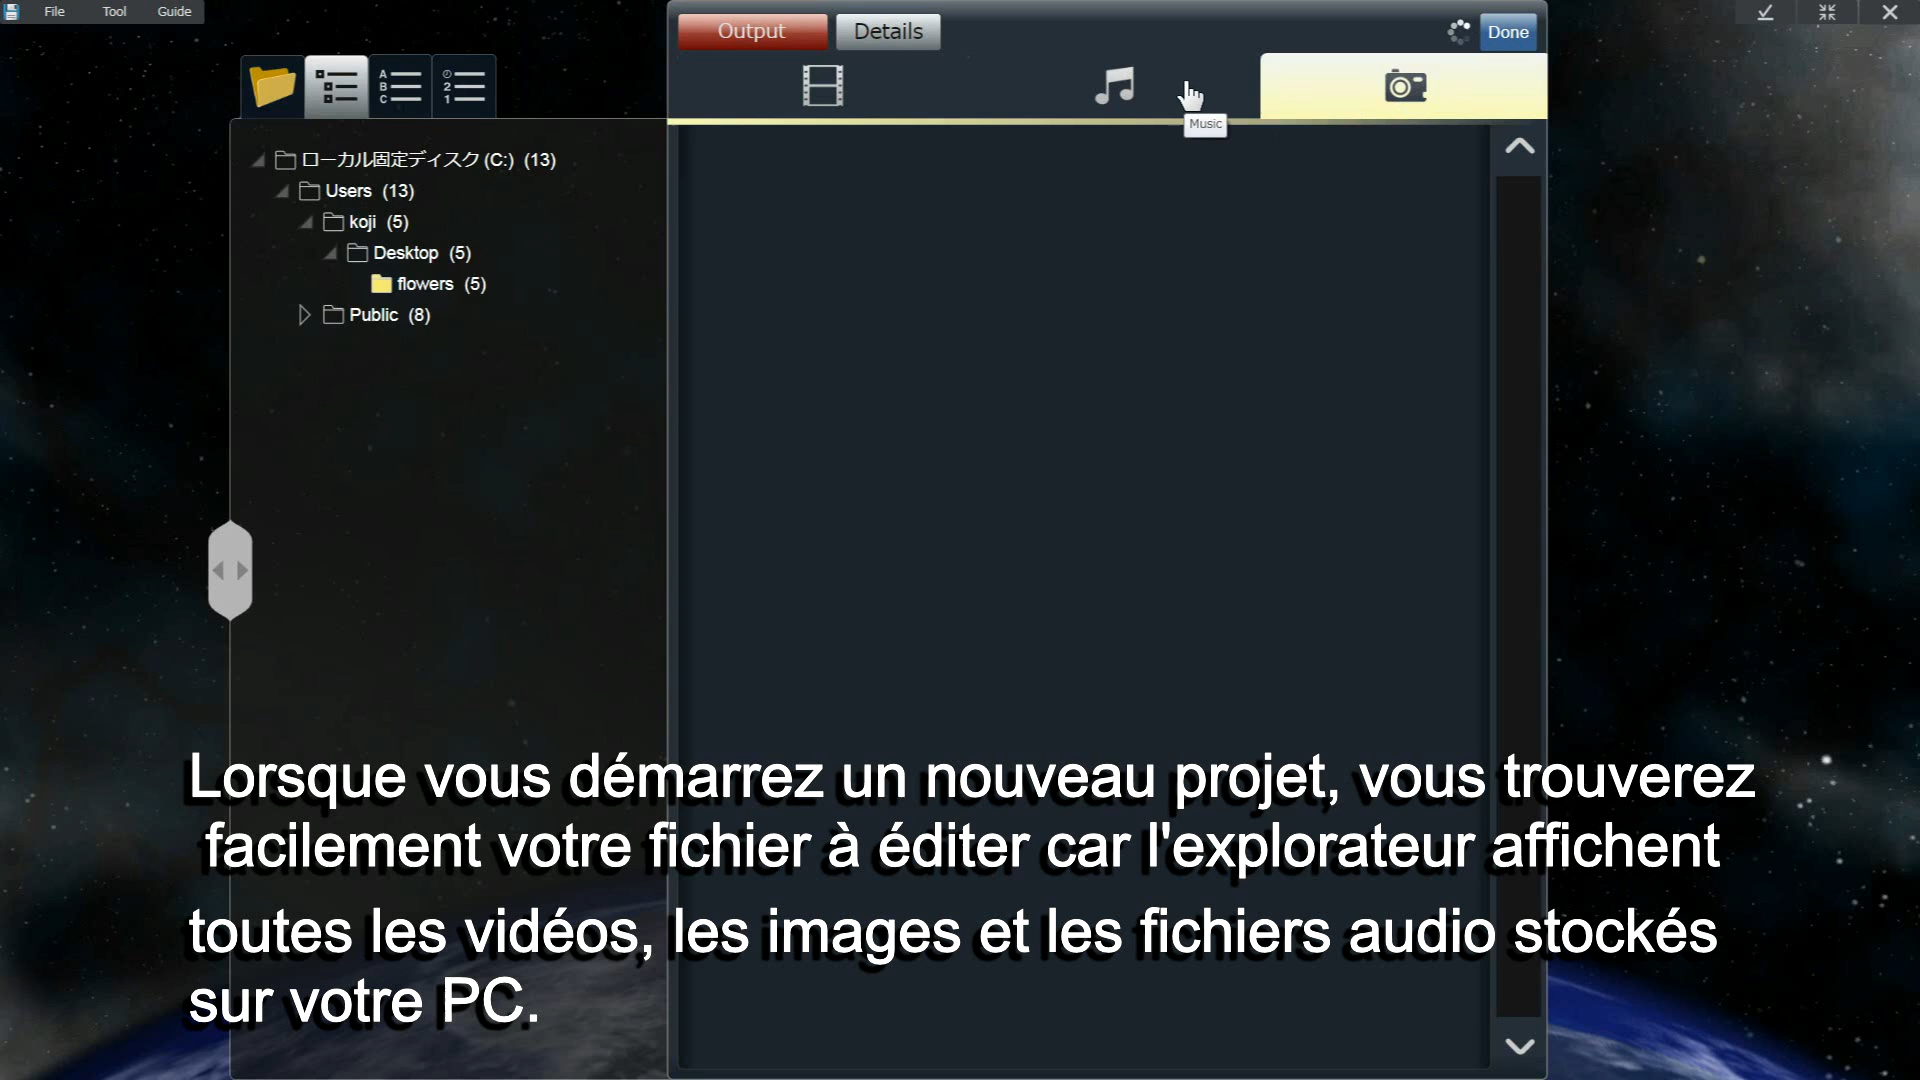 File Tool Guide
Output Details Done
Music
ローカル固定ディスク (C:) (13)
Users (13)
koji (5)
Desktop (5)
flowers (5)
Public (8)
Lorsque vous démarrez un nouveau projet, vous trouverez
facilement votre fichier à éditer car l'explorateur affichent
toutes les vidéos, les images et les fichiers audio stockés
sur votre PC.